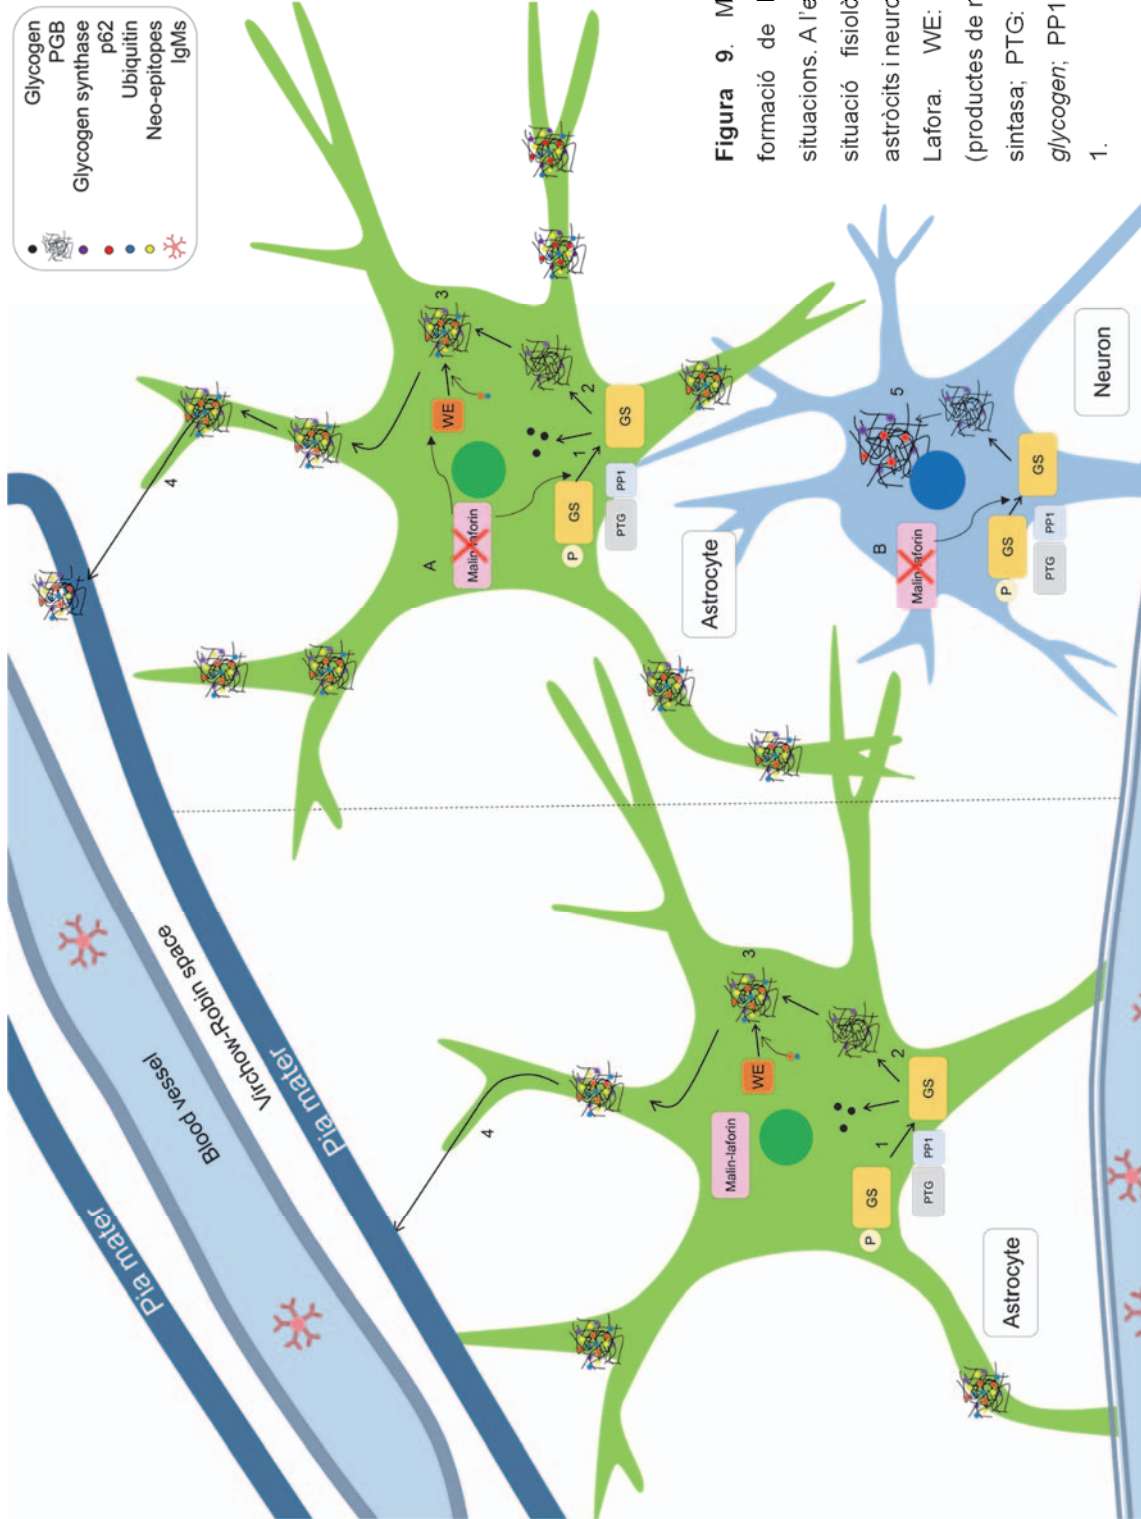 Glycogen
PGB
Glycogen synthase
p62
Ubiquitin
Neo-epitopes
IgMs
Pia mater
Blood vessel
Virchow-Robin space
Pia mater
4
3
WE
2
1
Malin-laforin
GS
P
GS
PTG
PP1
Astrocyte
4
3
WE
2
1
A
Malin-laforin
GS
P
GS
PTG
PP1
Astrocyte
5
B
Malin-laforin
GS
P
GS
PTG
PP1
Neuron
Figura 9. M
formació de
situacions. A l'e
situació fisiolò
astròcits i neuro
Lafora. WE:
(productes de r
sintasa; PTG:
glycogen; PP1
1.